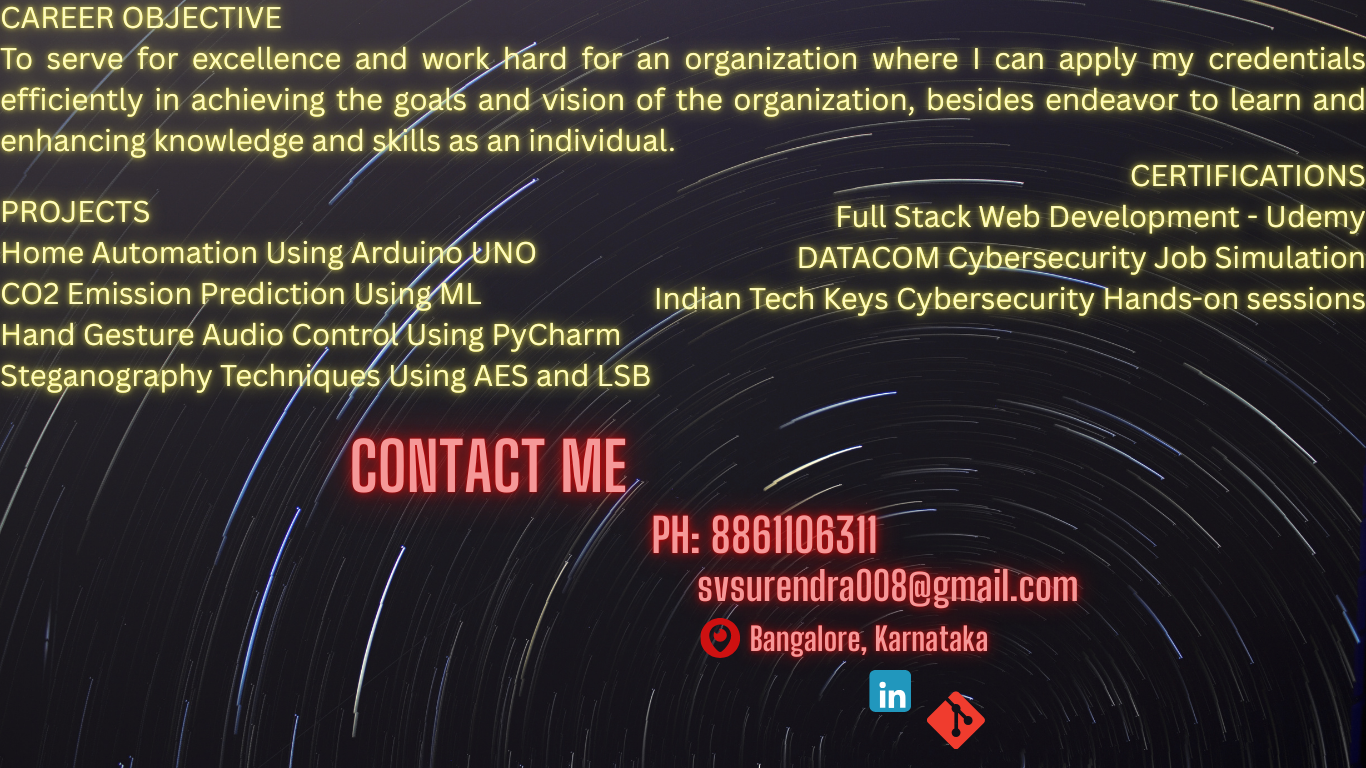 CAREER OBJECTIVE
To serve for excellence and work hard for an organization where I can apply my credentials
efficiently in achieving the goals and vision of the organization, besides endeavor to learn and
enhancing knowledge and skills as an individual.
PROJECTS
Home Automation Using Arduino UNO
CO2 Emission Prediction Using ML
Hand Gesture Audio Control Using PyCharm
Steganography Techniques Using AES and LSB
CERTIFICATIONS
Full Stack Web Development - Udemy
DATACOM Cybersecurity Job Simulation
Indian Tech Keys Cybersecurity Hands-on sessions
CONTACT ME
PH: 8861106311
svsurendra008@gmail.com
Bangalore, Karnataka
in